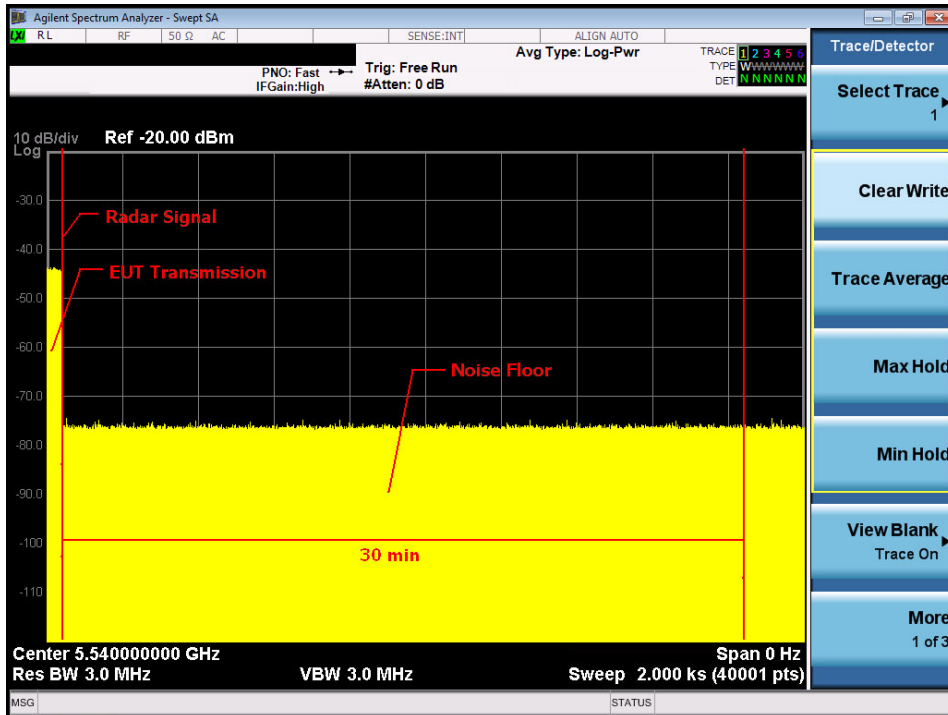 Agilent Spectrum Analyzer - Swept SA
LXI RL RF 50 Ω AC SENSE:INT ALIGN AUTO
Avg Type: Log-Pwr
TRACE 1 2 3 4 5 6
TYPE WWWWWW
DET N N N N N N
PNO: Fast
IFGain:High
Trig: Free Run
#Atten: 0 dB
10 dB/div
Log
Ref -20.00 dBm
-30.0
Radar Signal
-40.0
EUT Transmission
-50.0
-60.0
Noise Floor
-70.0
-80.0
-90.0
-100
30 min
-110
Center 5.540000000 GHz
Span 0 Hz
Res BW 3.0 MHz
VBW 3.0 MHz
Sweep 2.000 ks (40001 pts)
MSG
STATUS
Trace/Detector
Select Trace
1
Clear Write
Trace Average
Max Hold
Min Hold
View Blank
Trace On
More
1 of 3